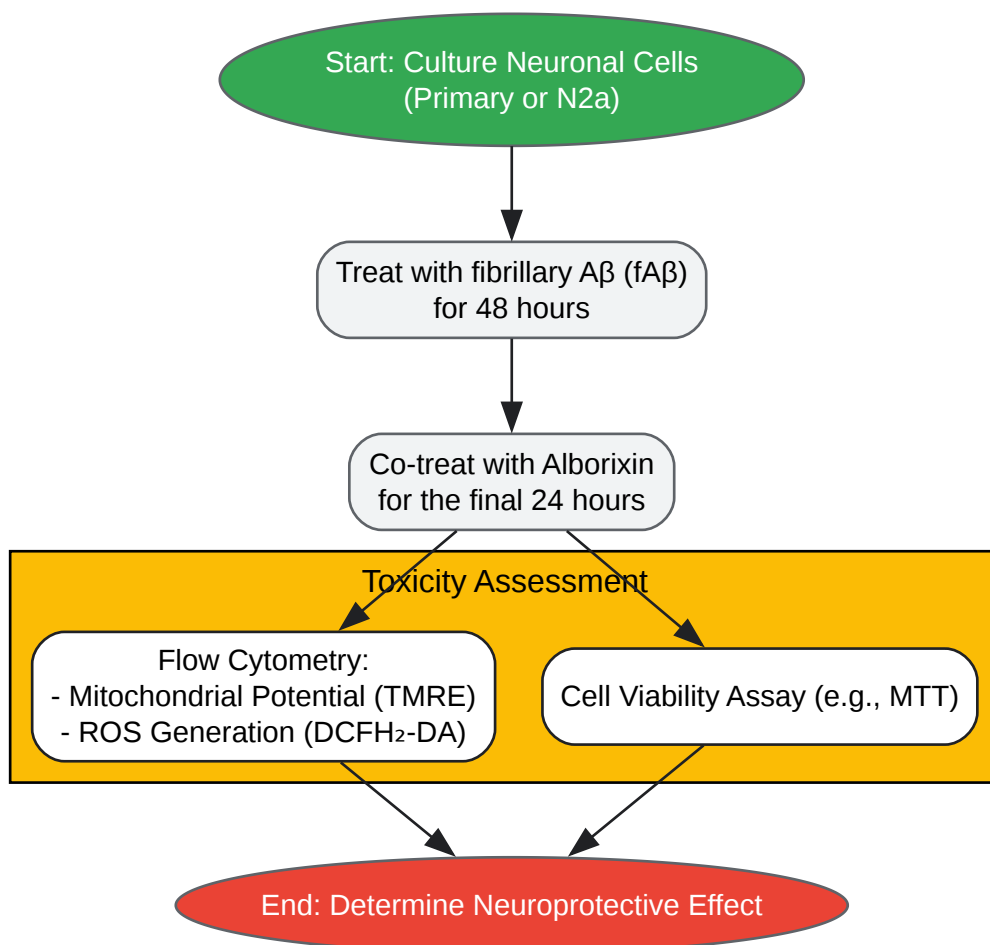 Start: Culture Neuronal Cells
(Primary or N2a)
Treat with fibrillary Aβ (fAβ)
for 48 hours
Co-treat with Alborixin
for the final 24 hours
Toxicity Assessment
Flow Cytometry:
- Mitochondrial Potential (TMRE)
- ROS Generation (DCFH₂-DA)
Cell Viability Assay (e.g., MTT)
End: Determine Neuroprotective Effect